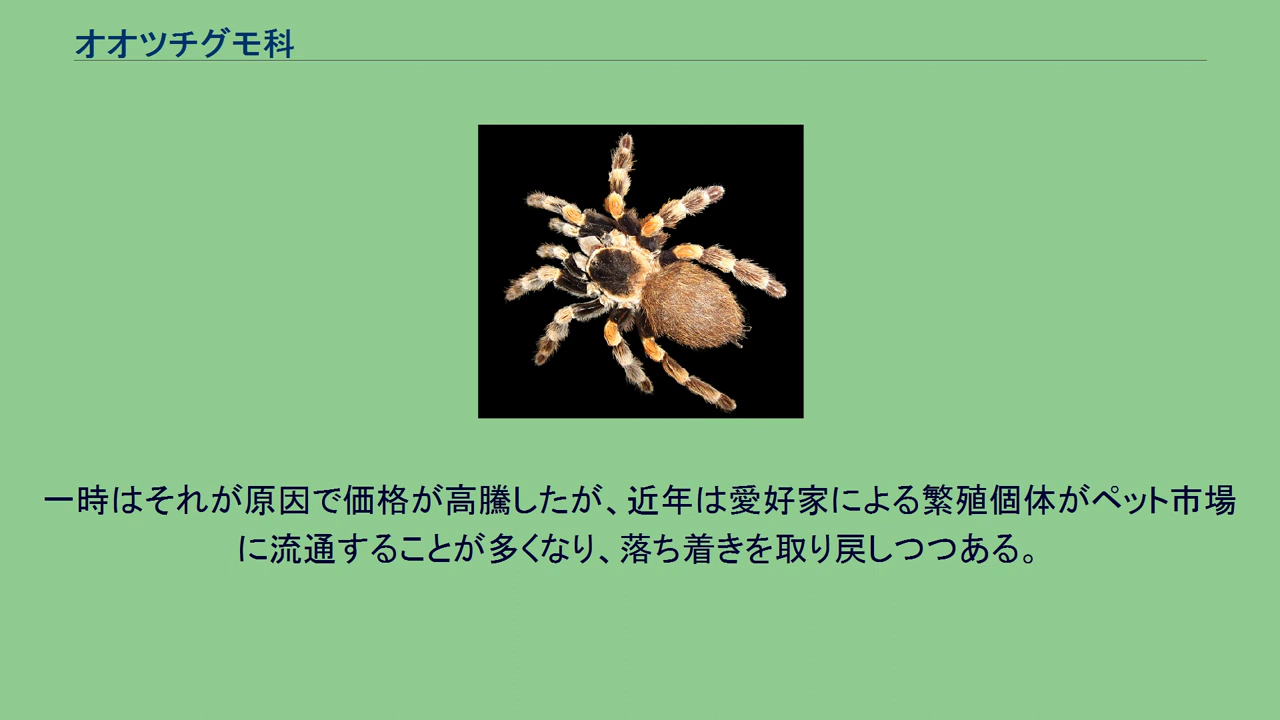 オオツチグモ科
一時はそれが原因で価格が高騰したが、近年は愛好家による繁殖個体がペット市場
に流通することが多くなり、落ち着きを取り戻しつつある。